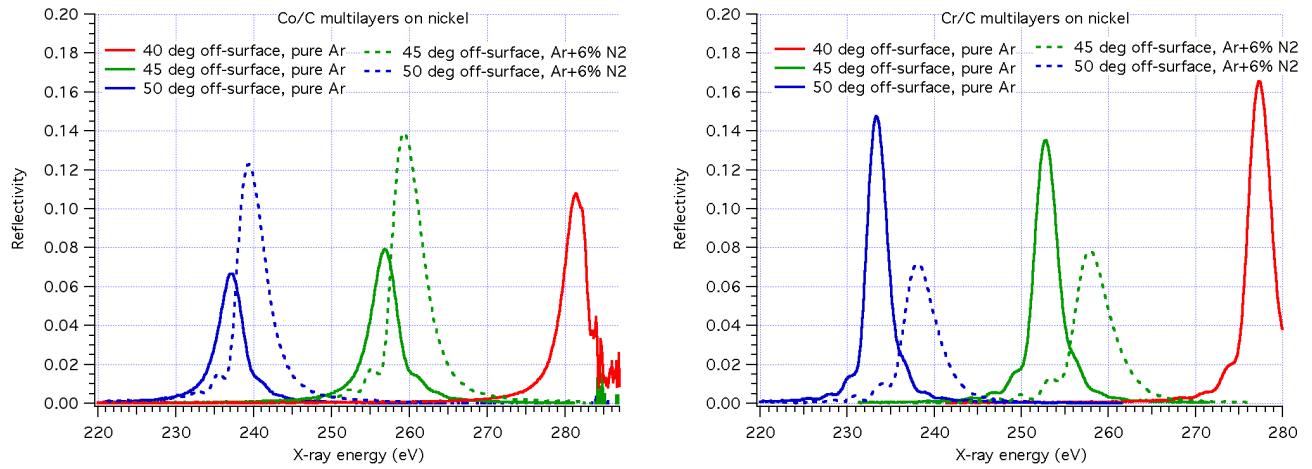 Co/C multilayers on nickel
0.20
0.18
0.16
0.14
0.12
0.10
0.08
0.06
0.04
0.02
0.00
Reflectivity
40 deg off-surface, pure Ar
45 deg off-surface, pure Ar
50 deg off-surface, pure Ar
45 deg off-surface, Ar+6% N2
50 deg off-surface, Ar+6% N2
220 230 240 250 260 270 280
X-ray energy (eV)
Cr/C multilayers on nickel
0.20
0.18
0.16
0.14
0.12
0.10
0.08
0.06
0.04
0.02
0.00
Reflectivity
40 deg off-surface, pure Ar
45 deg off-surface, pure Ar
50 deg off-surface, pure Ar
45 deg off-surface, Ar+6% N2
50 deg off-surface, Ar+6% N2
220 230 240 250 260 270 280
X-ray energy (eV)